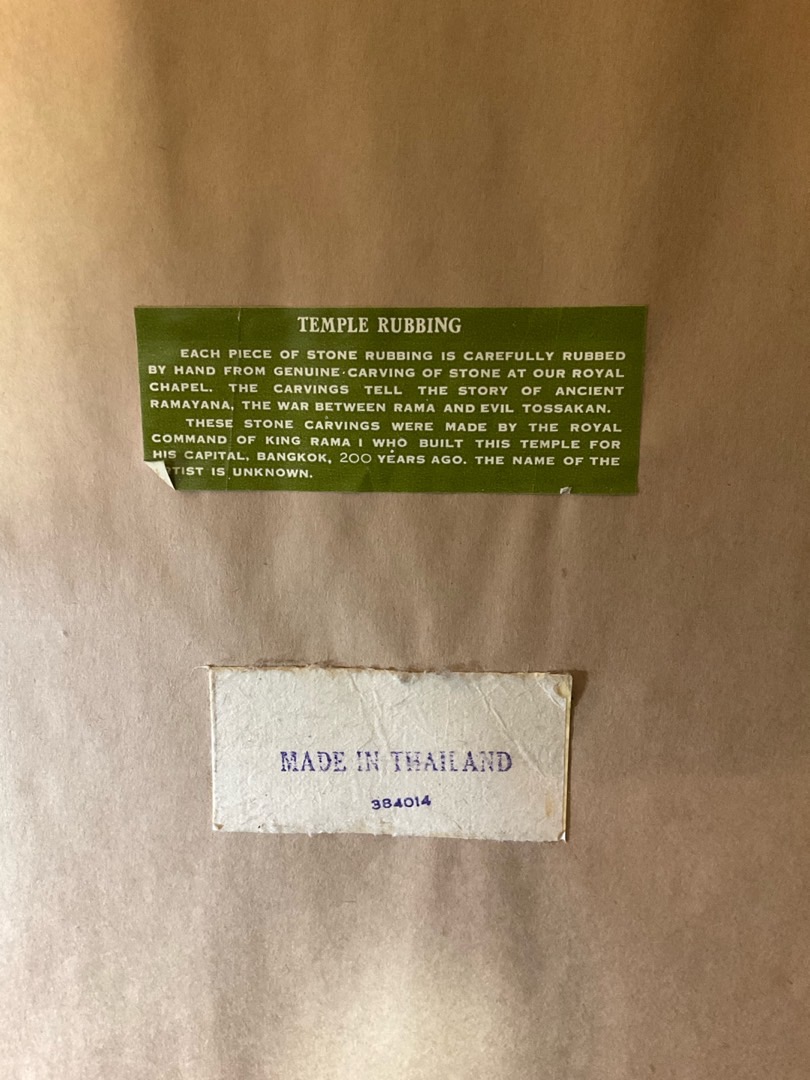 TEMPLE RUBBING
EACH PIECE OF STONE RUBBING IS CAREFULLY RUBBED
BY HAND FROM GENUINE CARVING OF STONE AT OUR ROYAL
CHAPEL. THE CARVINGS TELL THE STORY OF ANCIENT
RAMAYANA, THE WAR BETWEEN RAMA AND EVIL TOSSAKAN.
THESE STONE CARVINGS WERE MADE BY THE ROYAL
COMMAND OF KING RAMA I WHO BUILT THIS TEMPLE FOR
HIS CAPITAL, BANGKOK, 200 YEARS AGO. THE NAME OF THE
TIST IS UNKNOWN.
MADE IN THAILAND
384014